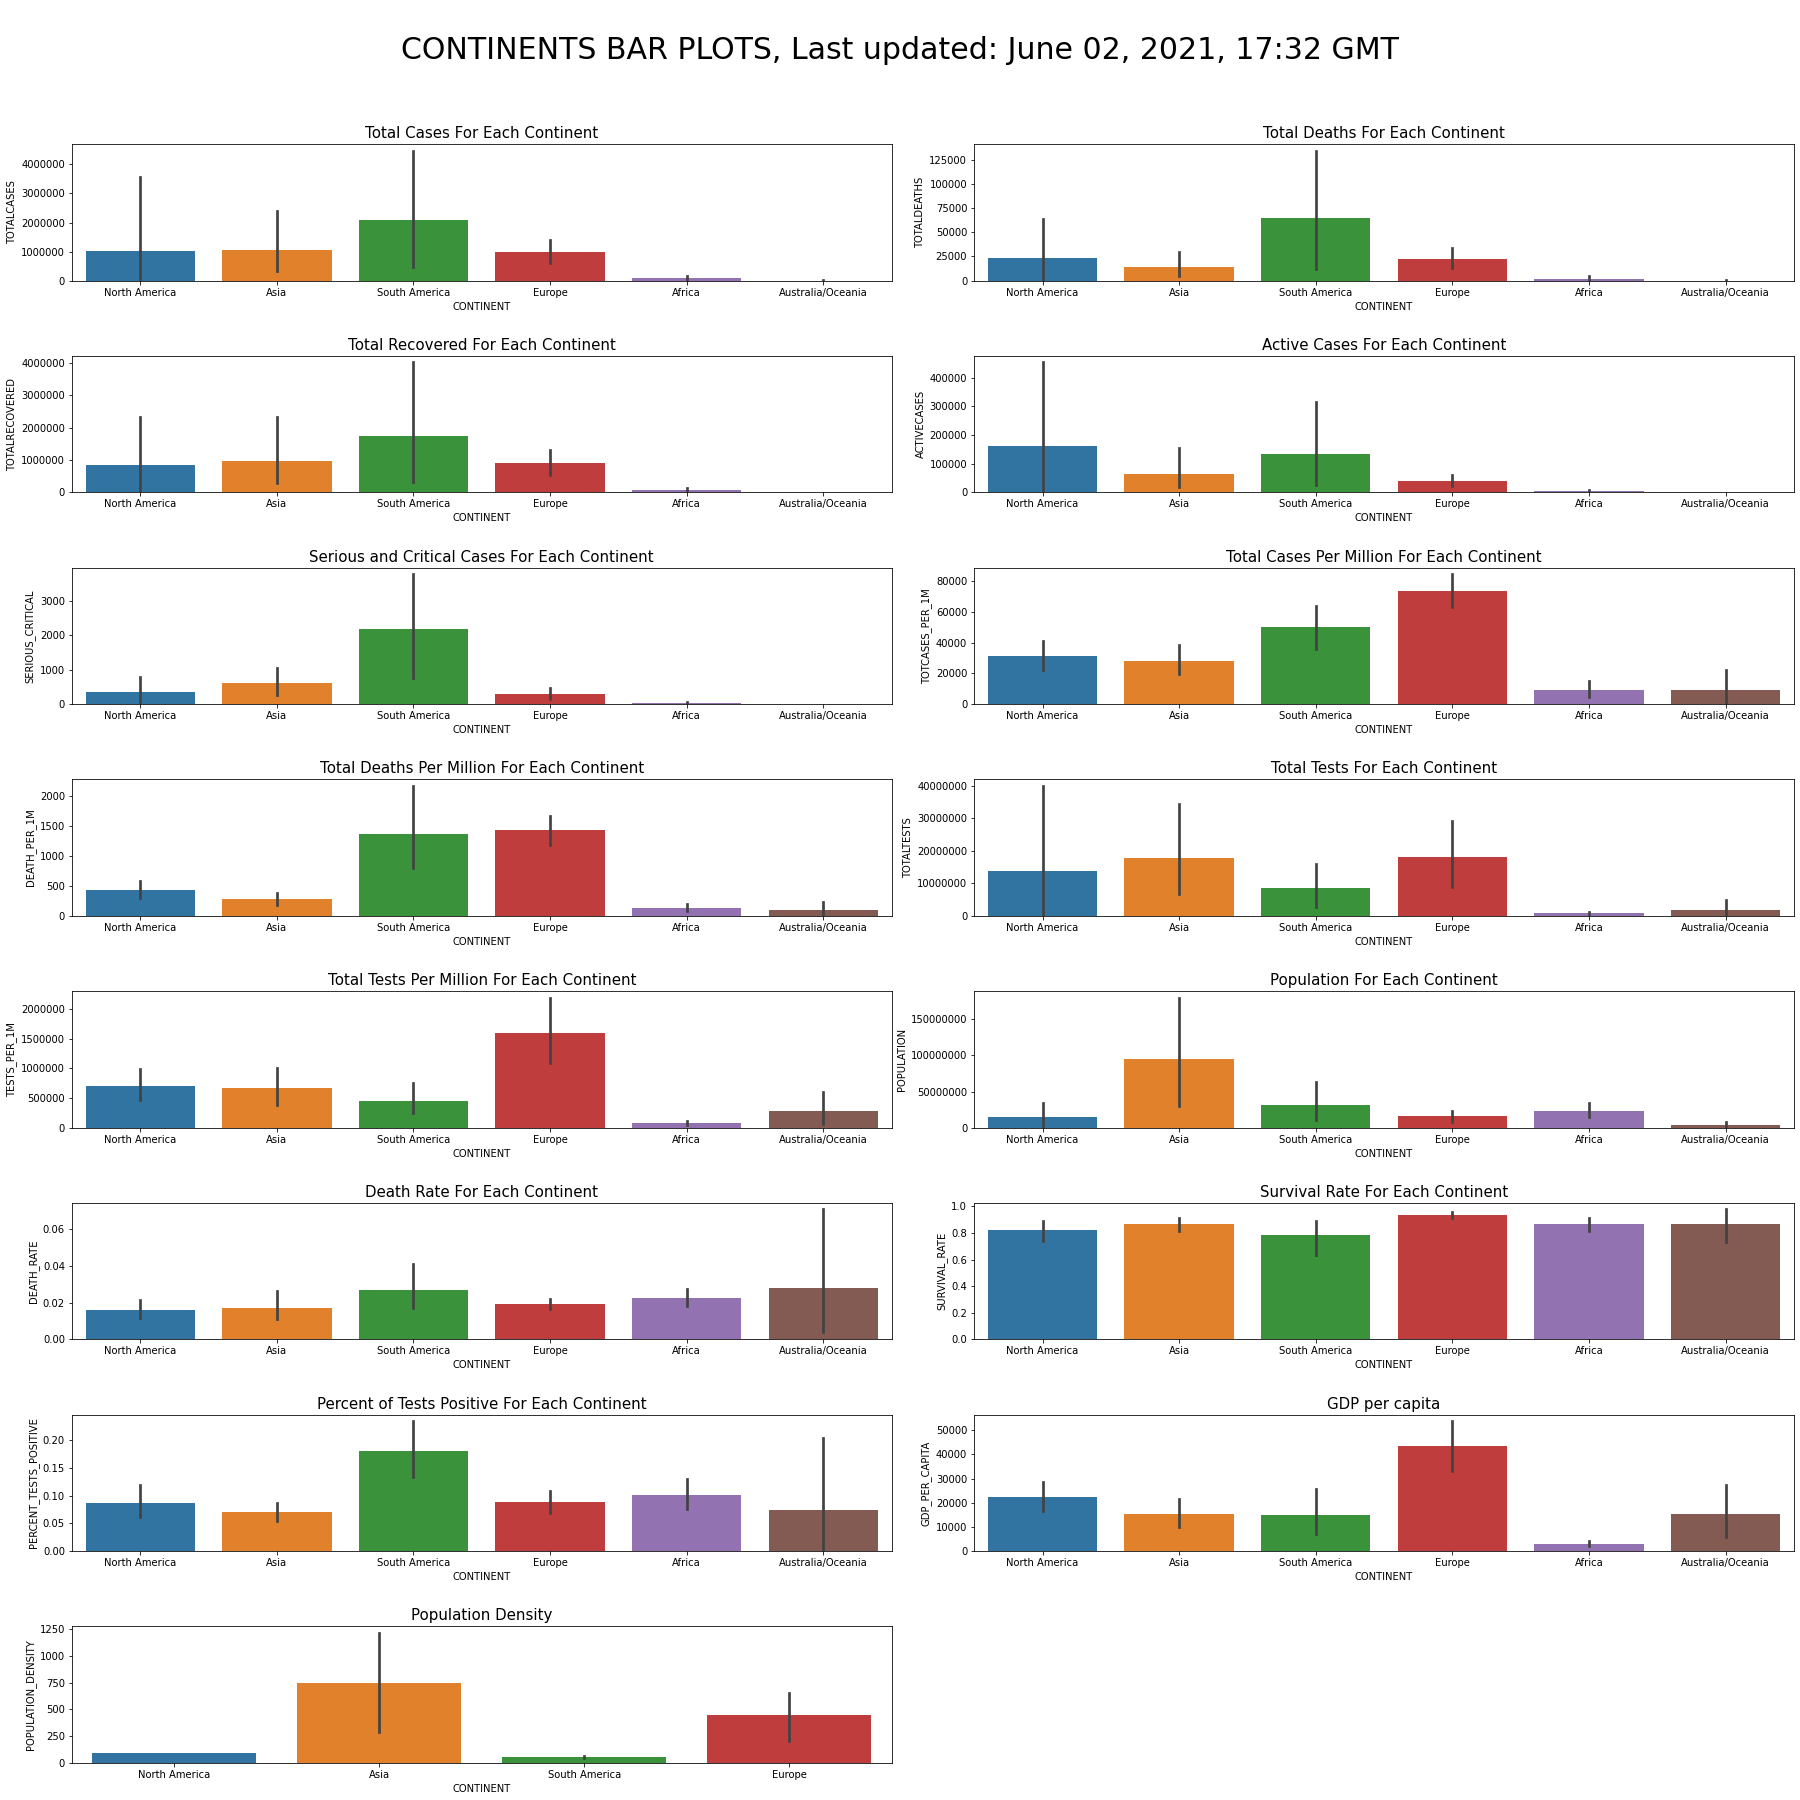 CONTINENTS BAR PLOTS, Last updated: June 02, 2021, 17:32 GMT
Total Cases For Each Continent
TOTALCASES
4000000
3000000
2000000
1000000
0
North America Asia South America Europe Africa Australia/Oceania
CONTINENT
Total Deaths For Each Continent
TOTALDEATHS
125000
100000
75000
50000
25000
0
North America Asia South America Europe Africa Australia/Oceania
CONTINENT
Total Recovered For Each Continent
TOTALRECOVERED
4000000
3000000
2000000
1000000
0
North America Asia South America Europe Africa Australia/Oceania
CONTINENT
Active Cases For Each Continent
ACTIVECASES
400000
300000
200000
100000
0
North America Asia South America Europe Africa Australia/Oceania
CONTINENT
Serious and Critical Cases For Each Continent
SERIOUS_CRITICAL
3000
2000
1000
0
North America Asia South America Europe Africa Australia/Oceania
CONTINENT
Total Cases Per Million For Each Continent
TOTCASES_PER_1M
80000
60000
40000
20000
0
North America Asia South America Europe Africa Australia/Oceania
CONTINENT
Total Deaths Per Million For Each Continent
DEATH_PER_1M
2000
1500
1000
500
0
North America Asia South America Europe Africa Australia/Oceania
CONTINENT
Total Tests For Each Continent
TOTALTESTS
40000000
30000000
20000000
10000000
0
North America Asia South America Europe Africa Australia/Oceania
CONTINENT
Total Tests Per Million For Each Continent
TESTS_PER_1M
2000000
1500000
1000000
500000
0
North America Asia South America Europe Africa Australia/Oceania
CONTINENT
Population For Each Continent
POPULATION
150000000
100000000
50000000
0
North America Asia South America Europe Africa Australia/Oceania
CONTINENT
Death Rate For Each Continent
DEATH_RATE
0.06
0.04
0.02
0.00
North America Asia South America Europe Africa Australia/Oceania
CONTINENT
Survival Rate For Each Continent
SURVIVAL_RATE
1.0
0.8
0.6
0.4
0.2
0.0
North America Asia South America Europe Africa Australia/Oceania
CONTINENT
Percent of Tests Positive For Each Continent
PERCENT_TESTS_POSITIVE
0.20
0.15
0.10
0.05
0.00
North America Asia South America Europe Africa Australia/Oceania
CONTINENT
GDP per capita
GDP_PER_CAPITA
50000
40000
30000
20000
10000
0
North America Asia South America Europe Africa Australia/Oceania
CONTINENT
Population Density
POPULATION_DENSITY
1250
1000
750
500
250
0
North America Asia South America Europe
CONTINENT